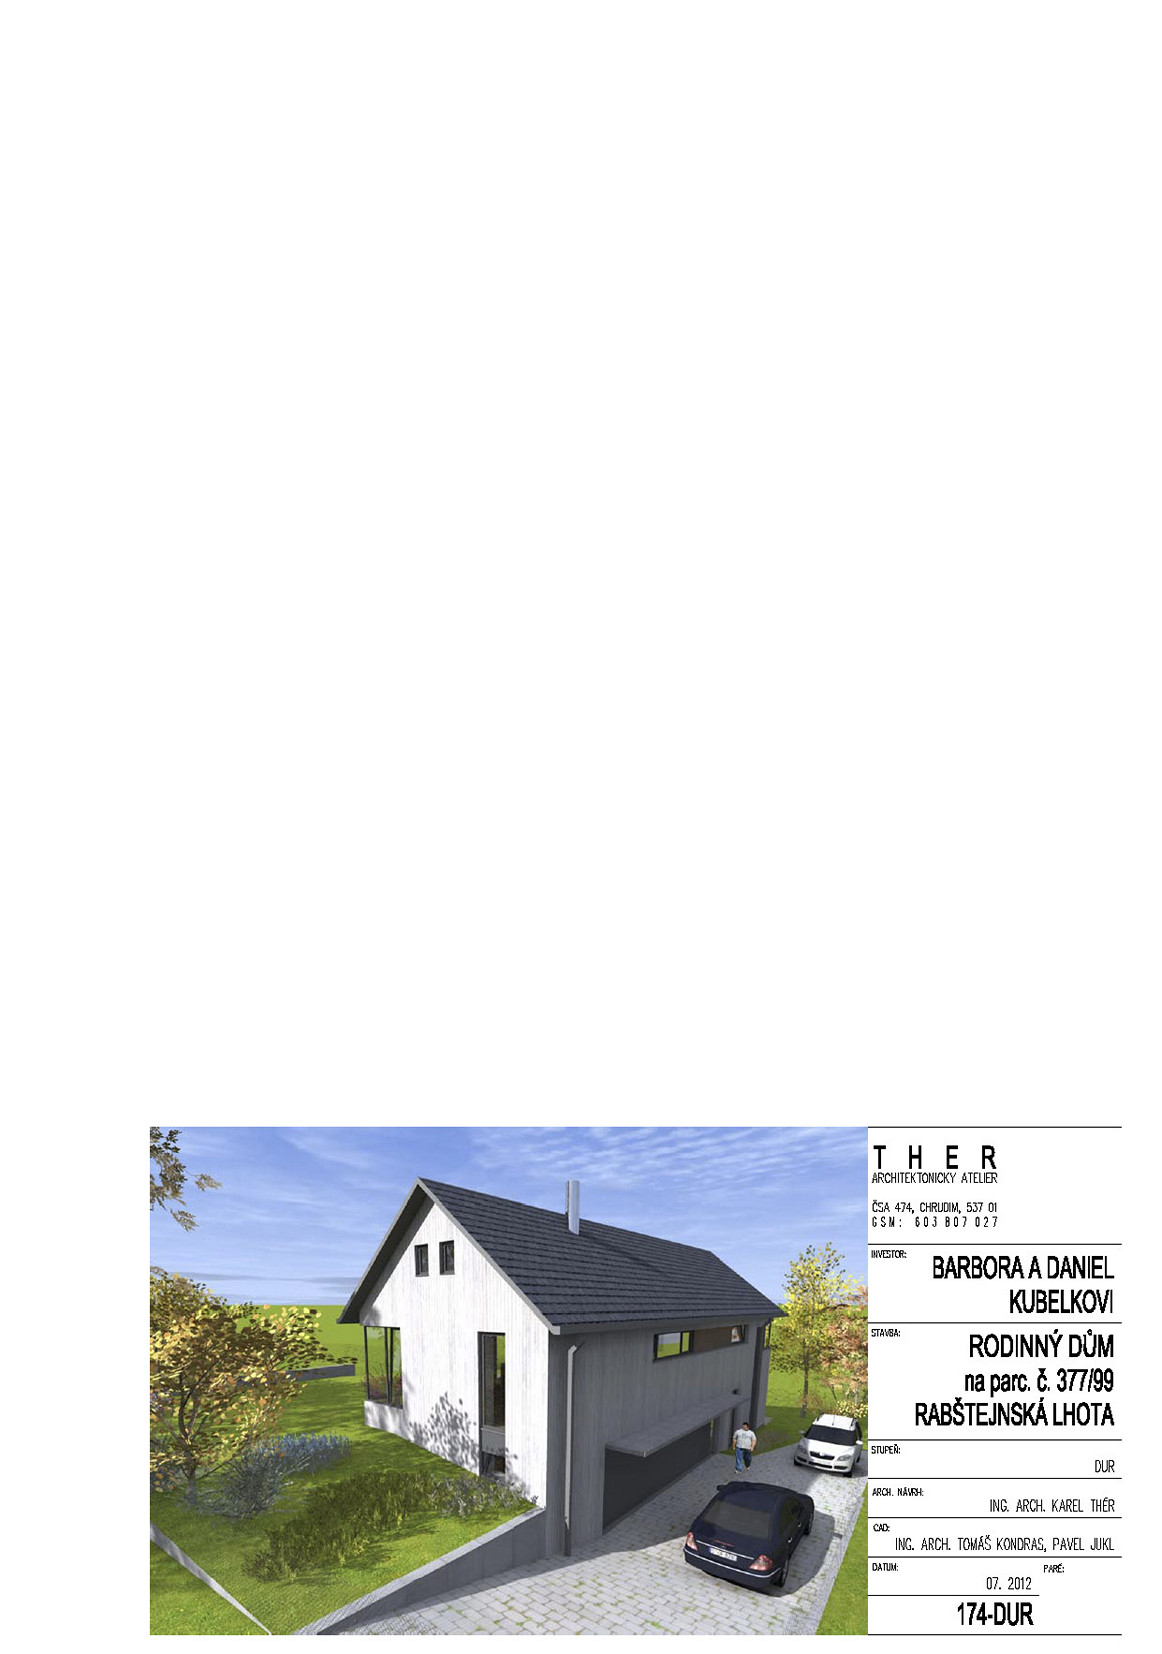 THER
ARCHITEKTONICKY ATELIER
ČSA 474, CHRUDIM, 537 01
GSM: 603 807 027
INVESTOR:
BARBORA A DANIEL
KUBELKOVI
STAVBA:
RODINNÝ DŮM
na parc. č. 377/99
RABŠTEJNSKÁ LHOTA
STUPEŇ:
DUR
ARCH. NÁVRH:
ING. ARCH. KAREL THÉR
CAD:
ING. ARCH. TOMÁŠ KONDRAS, PAVEL JUKL
DATUM:
07. 2012
PARÉ:
174-DUR